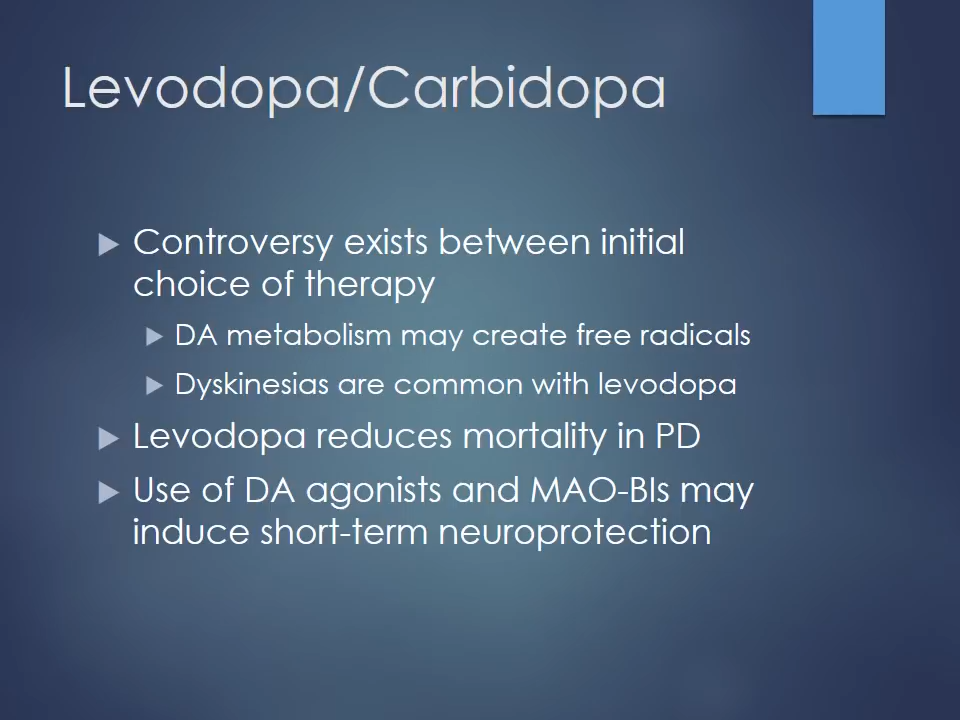 Levodopa/Carbidopa
Controversy exists between initial
choice of therapy
DA metabolism may create free radicals
Dyskinesias are common with levodopa
Levodopa reduces mortality in PD
Use of DA agonists and MAO-BIs may
induce short-term neuroprotection